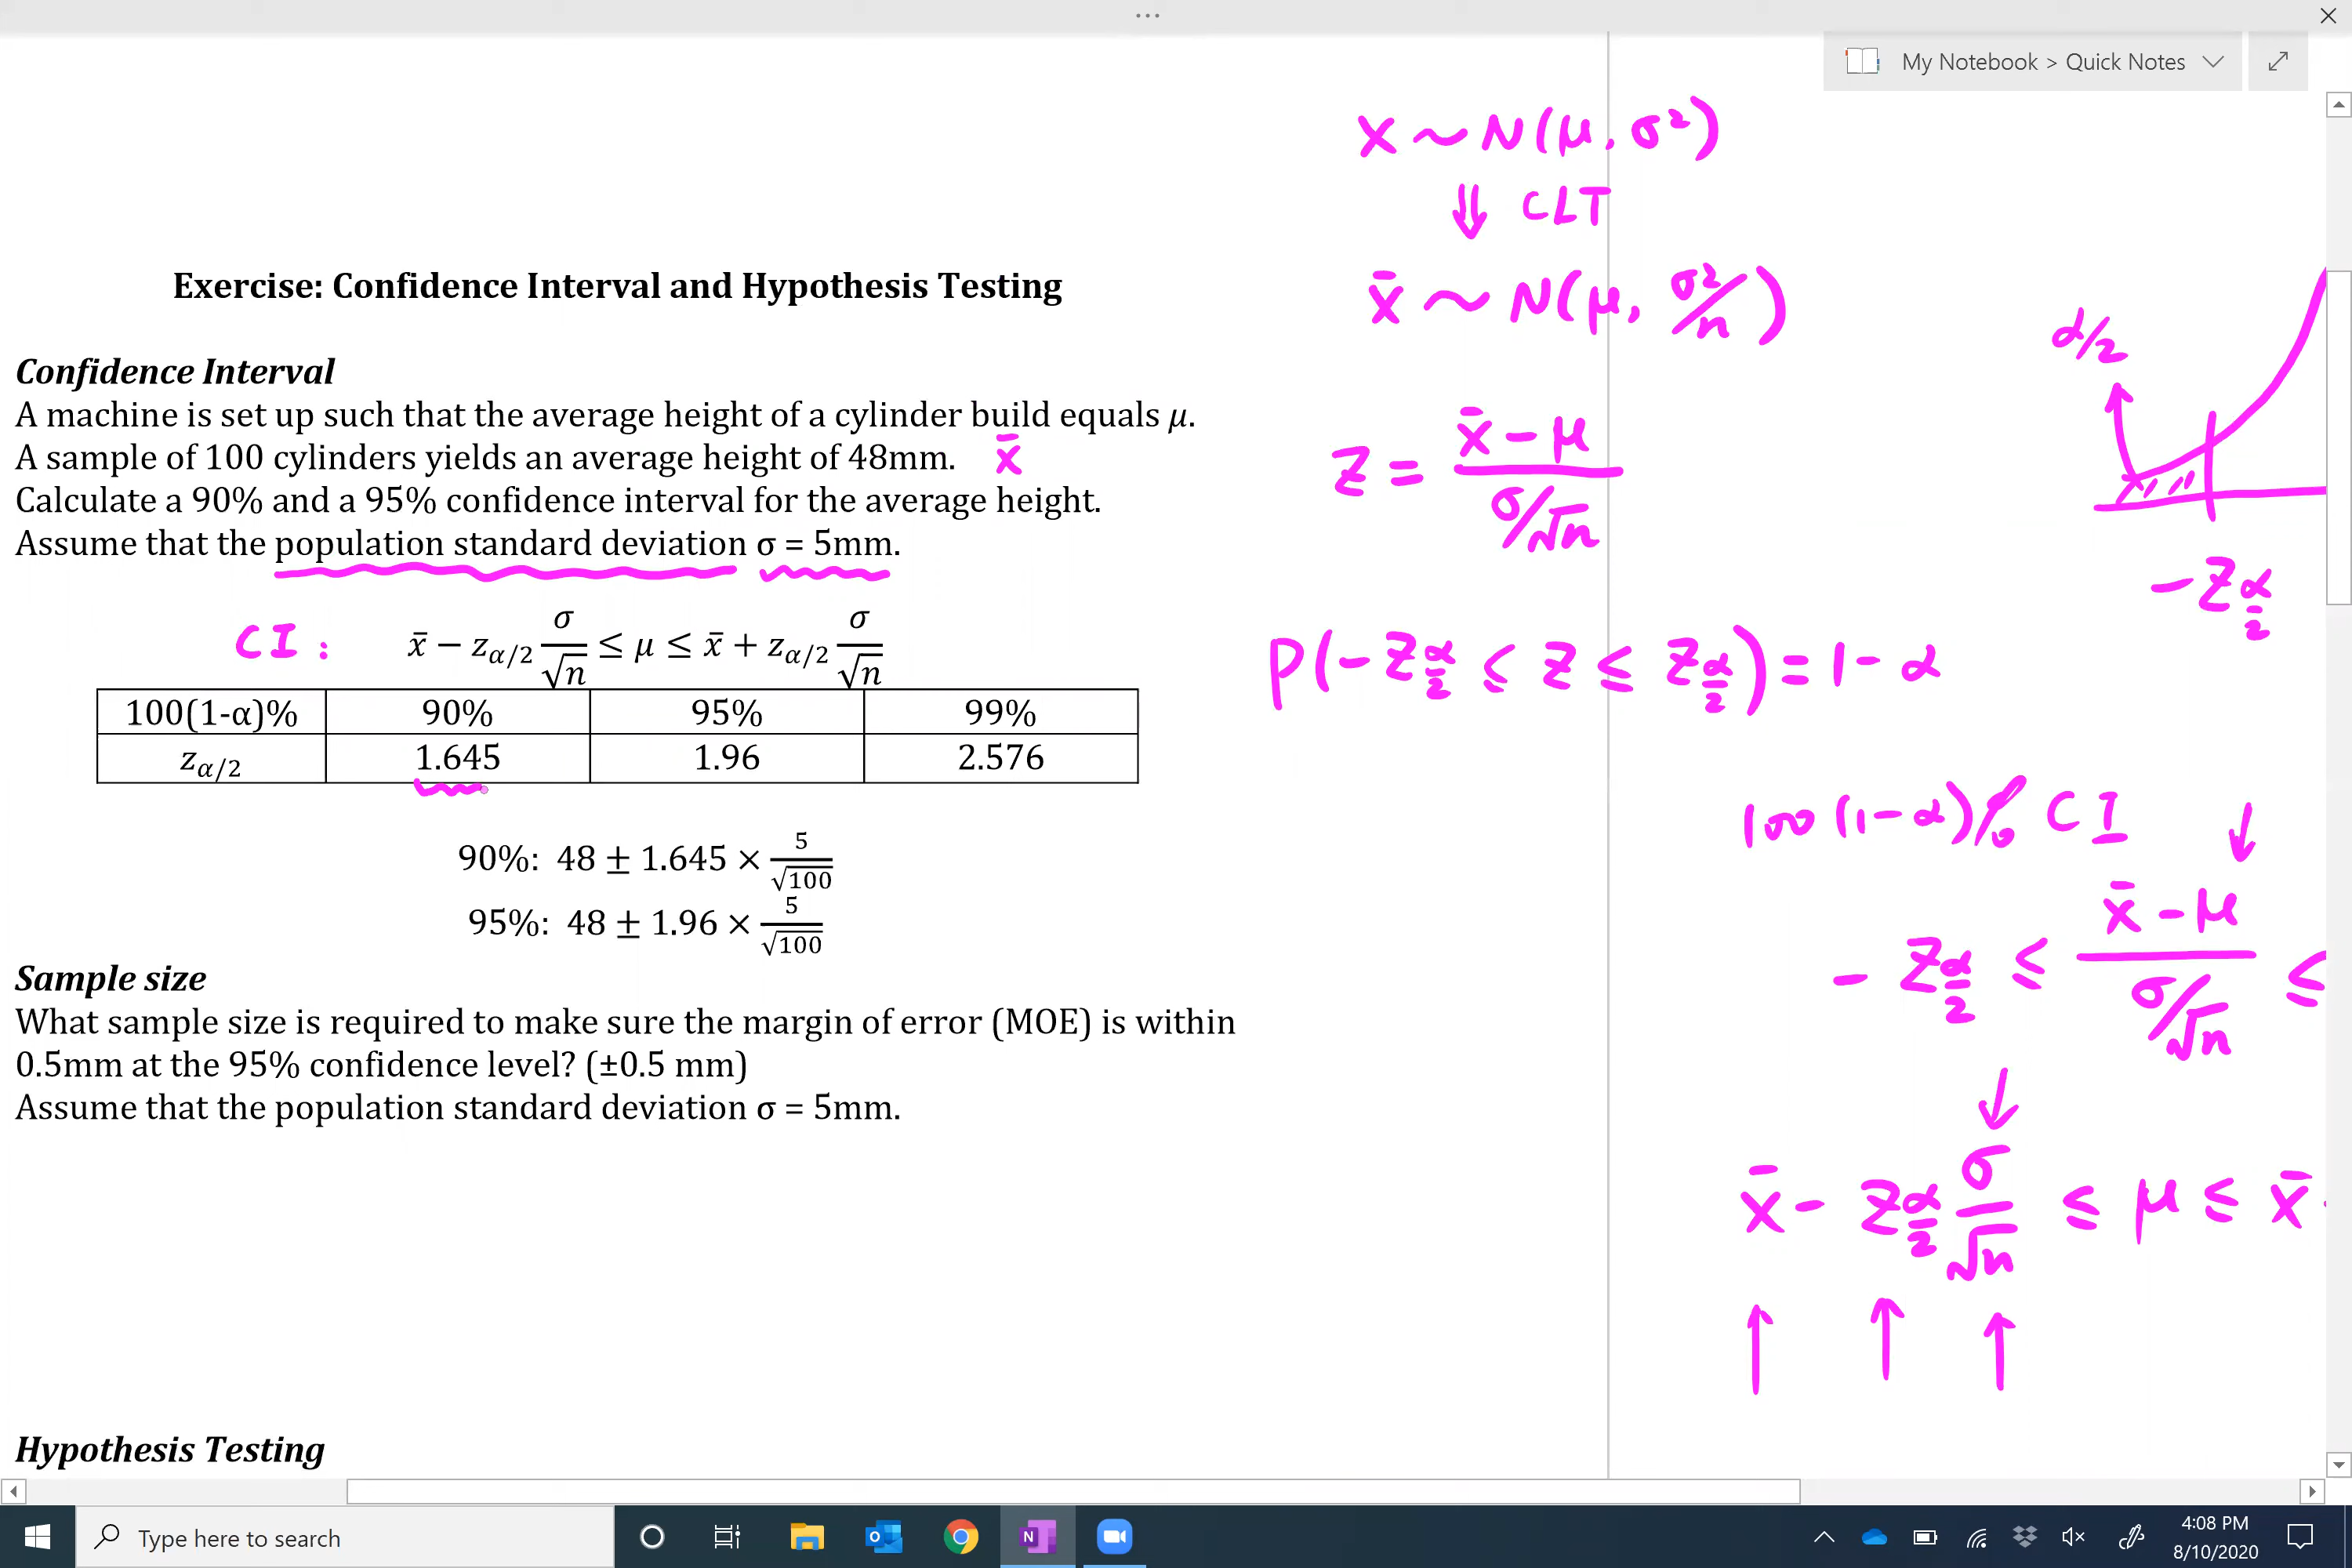 My Notebook > Quick Notes
Exercise: Confidence Interval and Hypothesis Testing
Confidence Interval
A machine is set up such that the average height of a cylinder build equals μ.
A sample of 100 cylinders yields an average height of 48mm. x̄
Calculate a 90% and a 95% confidence interval for the average height.
Assume that the population standard deviation σ = 5mm.
CI: x̄ − z_{α/2} σ/√n ≤ μ ≤ x̄ + z_{α/2} σ/√n
100(1-α)% 90% 95% 99%
z_{α/2} 1.645 1.96 2.576
90%: 48 ± 1.645 × 5/√100
95%: 48 ± 1.96 × 5/√100
Sample size
What sample size is required to make sure the margin of error (MOE) is within
0.5mm at the 95% confidence level? (±0.5 mm)
Assume that the population standard deviation σ = 5mm.
Hypothesis Testing
x ~ N(μ, σ²)
⇓ CLT
x̄ ~ N(μ, σ²/n)
z = (x̄ − μ)/(σ/√n)
P(−z_{α/2} ≤ z ≤ z_{α/2}) = 1 − α
α/2
−z_{α/2}
100(1−α)% CI ↓
−z_{α/2} ≤ (x̄ − μ)/(σ/√n) ≤
↓
x̄ − z_{α/2} σ/√n ≤ μ ≤ x̄
↑ ↑ ↑
Type here to search
4:08 PM
8/10/2020